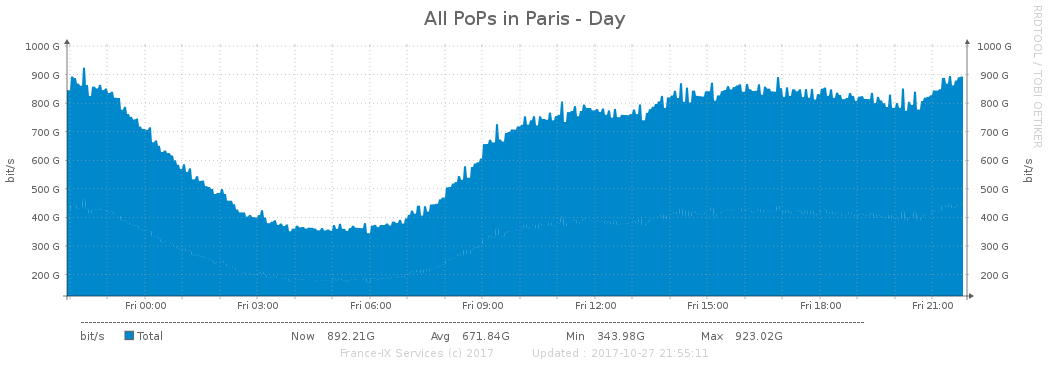 All PoPs in Paris - Day
RRDTOOL / TOBI OETIKER
1000 G 1000 G
900 G 900 G
800 G 800 G
700 G 700 G
600 G 600 G
500 G 500 G
400 G 400 G
300 G 300 G
200 G 200 G
bit/s bit/s
Fri 00:00 Fri 03:00 Fri 06:00 Fri 09:00 Fri 12:00 Fri 15:00 Fri 18:00 Fri 21:00
bit/s Total Now 892.21G Avg 671.84G Min 343.98G Max 923.02G
France-IX Services (c) 2017 Updated : 2017-10-27 21:55:11